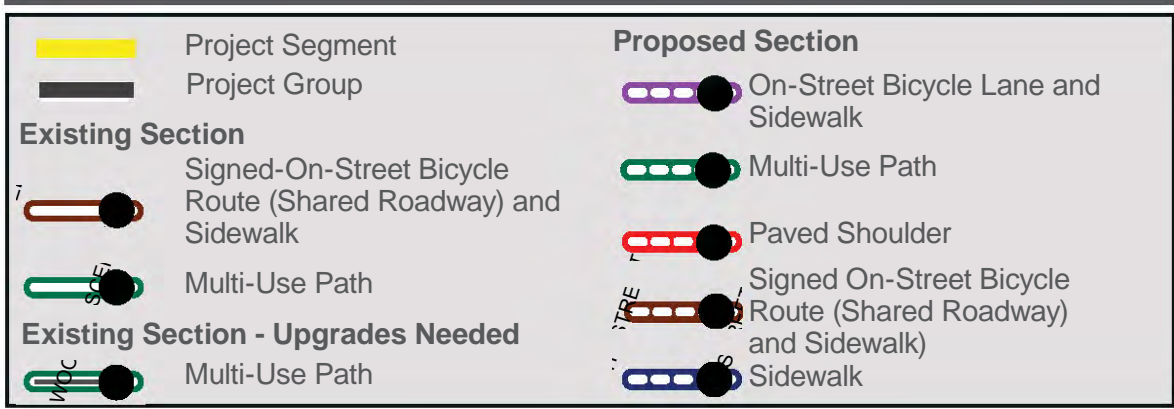 Project Segment
Project Group
Existing Section
Signed-On-Street Bicycle
Route (Shared Roadway) and
Sidewalk
Multi-Use Path
Existing Section - Upgrades Needed
Multi-Use Path
Proposed Section
On-Street Bicycle Lane and
Sidewalk
Multi-Use Path
Paved Shoulder
Signed On-Street Bicycle
Route (Shared Roadway)
and Sidewalk)
Sidewalk